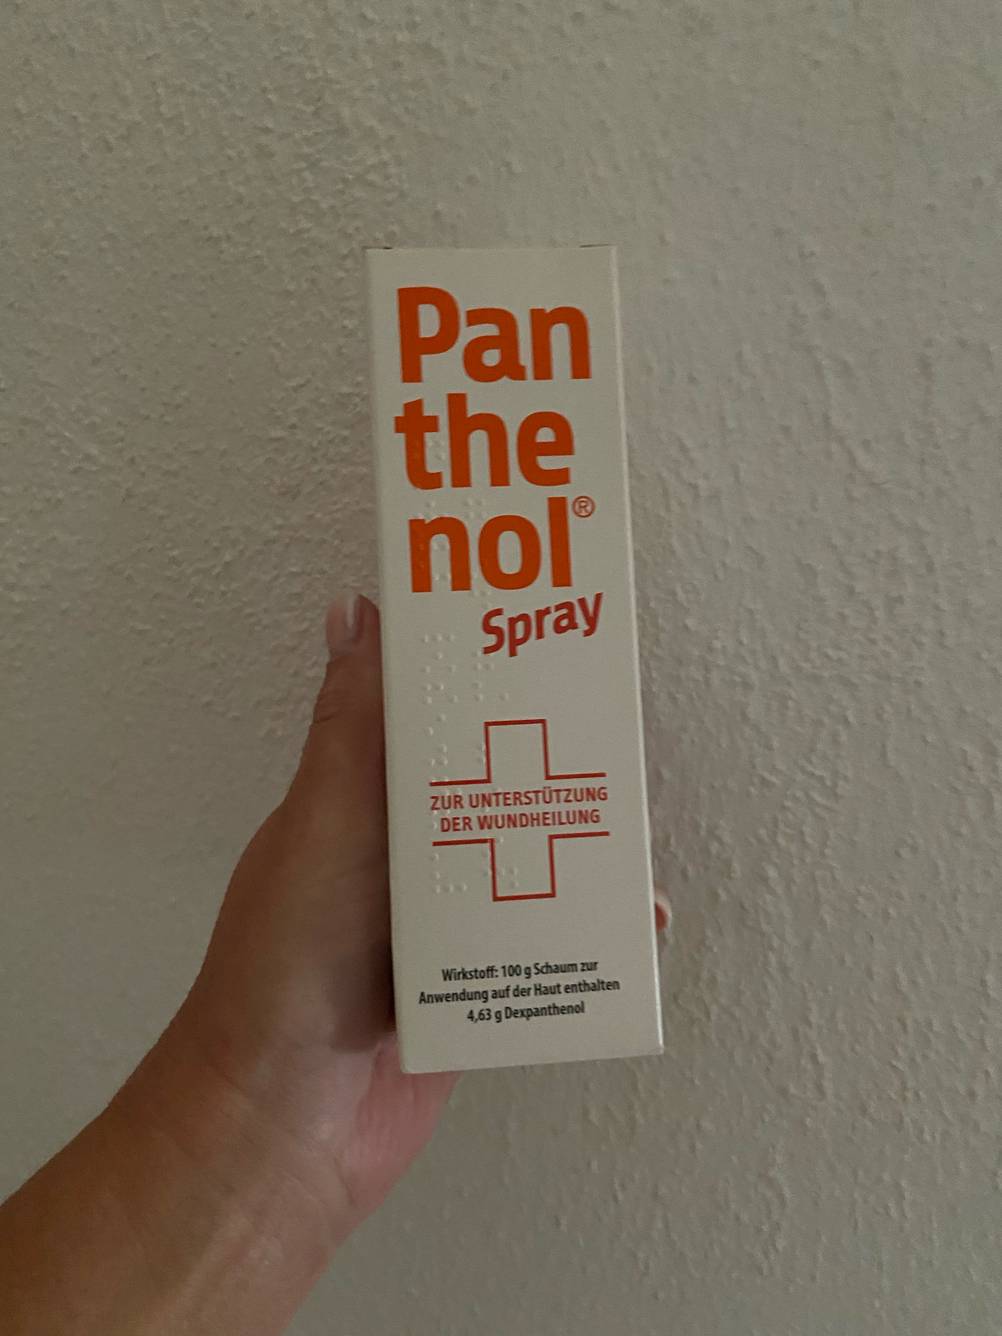 Pan
the
nol®
Spray
ZUR UNTERSTÜTZUNG
DER WUNDHEILUNG
Wirkstoff: 100 g Schaum zur
Anwendung auf der Haut enthalten
4,63 g Dexpanthenol